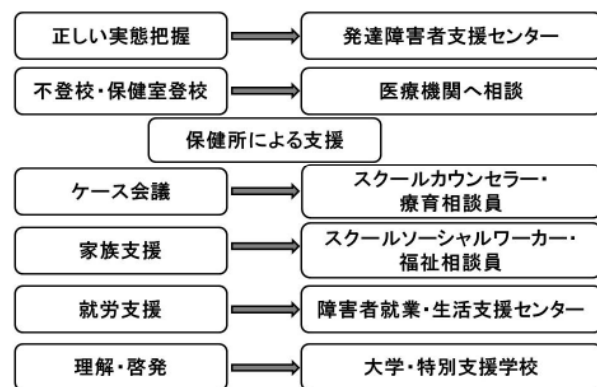 正しい実態把握
発達障害者支援センター
不登校・保健室登校
医療機関へ相談
保健所による支援
ケース会議
スクールカウンセラー・
療育相談員
家族支援
スクールソーシャルワーカー・
福祉相談員
就労支援
障害者就業・生活支援センター
理解・啓発
大学・特別支援学校